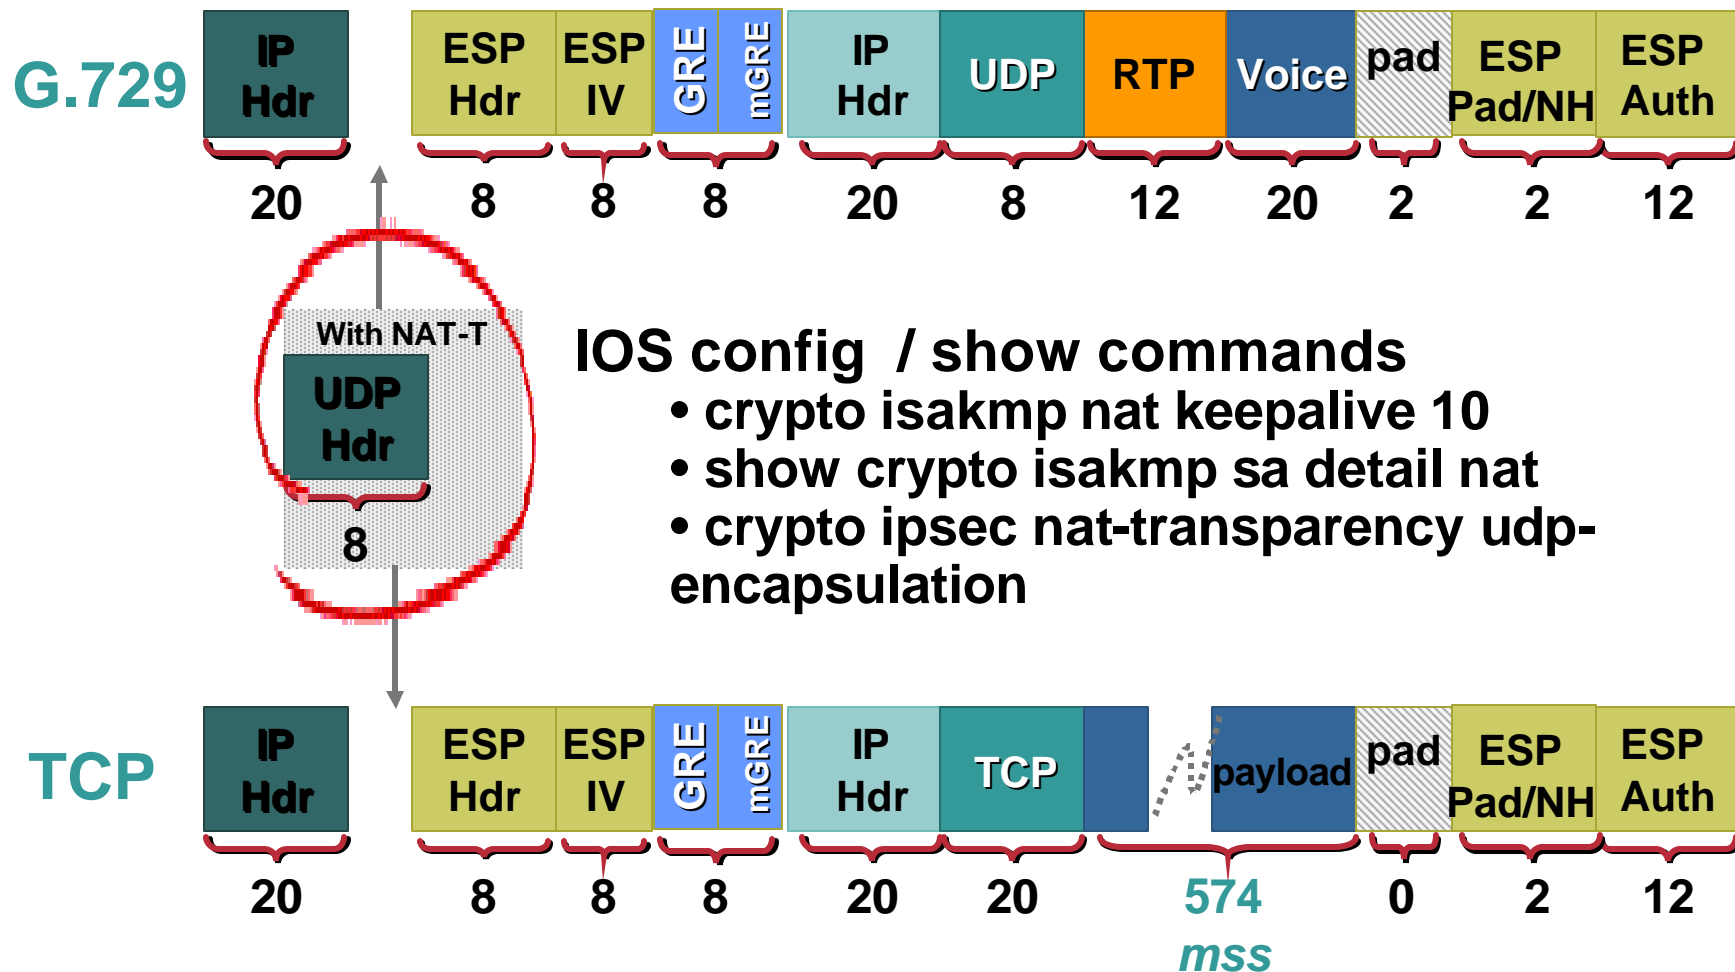 G.729
IP Hdr
ESP Hdr
ESP IV
GRE
mGRE
IP Hdr
UDP
RTP
Voice
pad
ESP Pad/NH
ESP Auth
20 8 8 8 20 8 12 20 2 2 12
With NAT-T
UDP
Hdr
8
IOS config / show commands
• crypto isakmp nat keepalive 10
• show crypto isakmp sa detail nat
• crypto ipsec nat-transparency udp-
encapsulation
TCP
IP Hdr
ESP Hdr
ESP IV
GRE
mGRE
IP Hdr
TCP
payload
pad
ESP Pad/NH
ESP Auth
20 8 8 8 20 20 574 0 2 12
mss